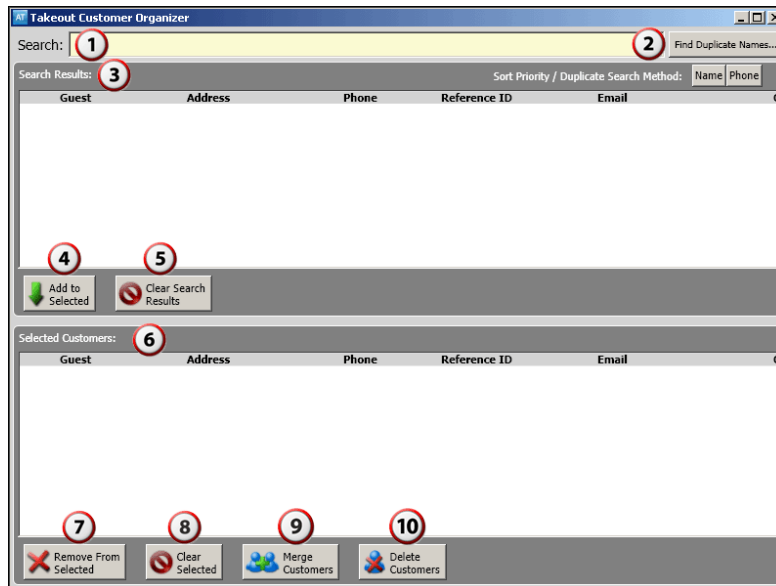 AT Takeout Customer Organizer
Search: 1 2 Find Duplicate Names...
Search Results: 3 Sort Priority / Duplicate Search Method: Name Phone
Guest Address Phone Reference ID Email
4 5
Add to Selected
Clear Search Results
Selected Customers: 6
Guest Address Phone Reference ID Email
7 8 9 10
Remove From Selected
Clear Selected
Merge Customers
Delete Customers